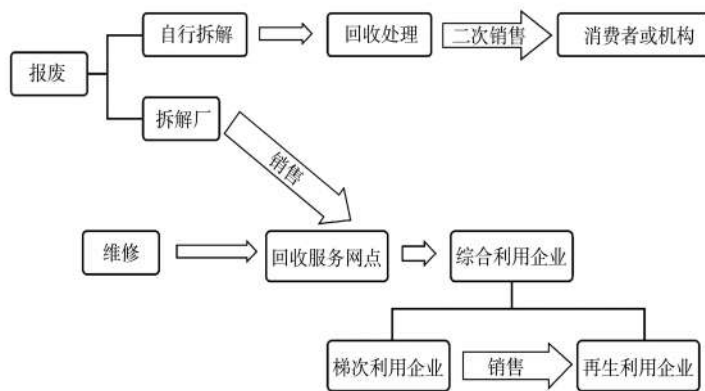 自行拆解
回收处理
二次销售
消费者或机构
报废
拆解厂
销售
维修
回收服务网点
综合利用企业
梯次利用企业
销售
再生利用企业